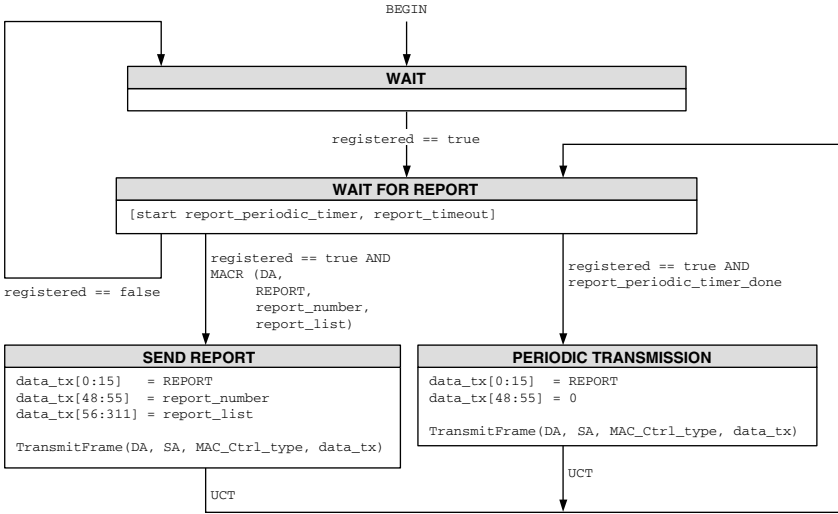 BEGIN
WAIT
registered == true
WAIT FOR REPORT
[start report_periodic_timer, report_timeout]
registered == false
registered == true AND
MACR (DA,
REPORT,
report_number,
report_list)
registered == true AND
report_periodic_timer_done
SEND REPORT
data_tx[0:15] = REPORT
data_tx[48:55] = report_number
data_tx[56:311] = report_list
TransmitFrame(DA, SA, MAC_Ctrl_type, data_tx)
UCT
PERIODIC TRANSMISSION
data_tx[0:15] = REPORT
data_tx[48:55] = 0
TransmitFrame(DA, SA, MAC_Ctrl_type, data_tx)
UCT